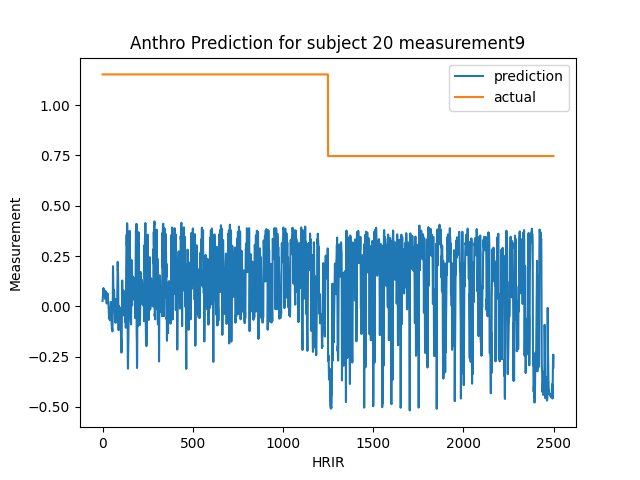 Anthro Prediction for subject 20 measurement9
prediction
actual
1.00
0.75
0.50
0.25
0.00
−0.25
−0.50
Measurement
0
500
1000
1500
2000
2500
HRIR